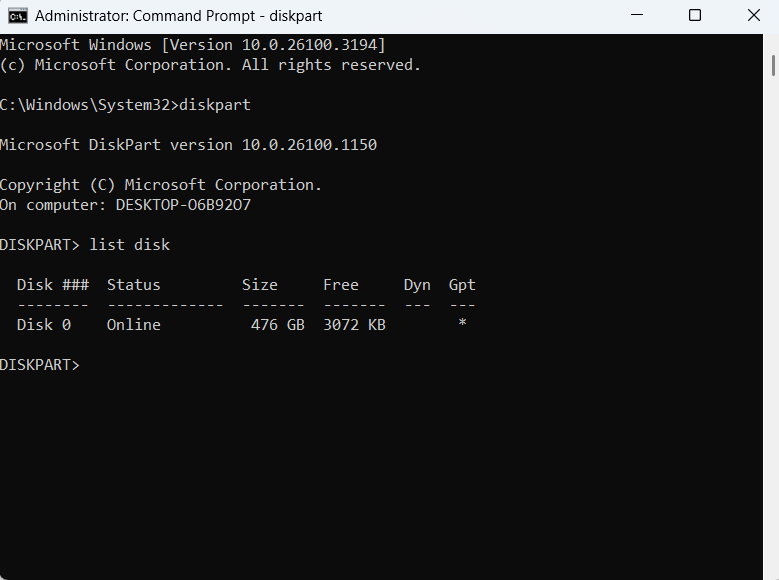 Administrator: Command Prompt - diskpart
Microsoft Windows [Version 10.0.26100.3194]
(c) Microsoft Corporation. All rights reserved.
C:\Windows\System32>diskpart
Microsoft DiskPart version 10.0.26100.1150
Copyright (C) Microsoft Corporation.
On computer: DESKTOP-O6B92O7
DISKPART> list disk
  Disk ###  Status         Size     Free     Dyn  Gpt
  --------  -------------  -------  -------  ---  ---
  Disk 0    Online          476 GB  3072 KB        *
DISKPART>